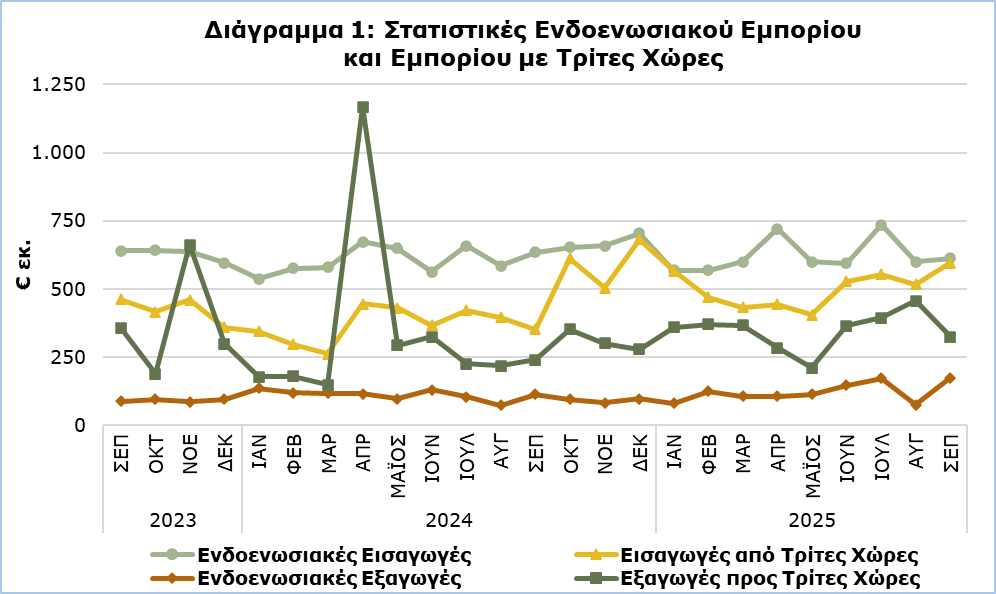 Διάγραμμα 1: Στατιστικές Ενδοενωσιακού Εμπορίου
και Εμπορίου με Τρίτες Χώρες
€ εκ.
1.250
1.000
750
500
250
0
ΣΕΠ ΟΚΤ ΝΟΕ ΔΕΚ ΙΑΝ ΦΕΒ ΜΑΡ ΑΠΡ ΜΑΪΟΣ ΙΟΥΝ ΙΟΥΛ ΑΥΓ ΣΕΠ ΟΚΤ ΝΟΕ ΔΕΚ ΙΑΝ ΦΕΒ ΜΑΡ ΑΠΡ ΜΑΪΟΣ ΙΟΥΝ ΙΟΥΛ ΑΥΓ ΣΕΠ
2023 2024 2025
Ενδοενωσιακές Εισαγωγές Εισαγωγές από Τρίτες Χώρες
Ενδοενωσιακές Εξαγωγές Εξαγωγές προς Τρίτες Χώρες